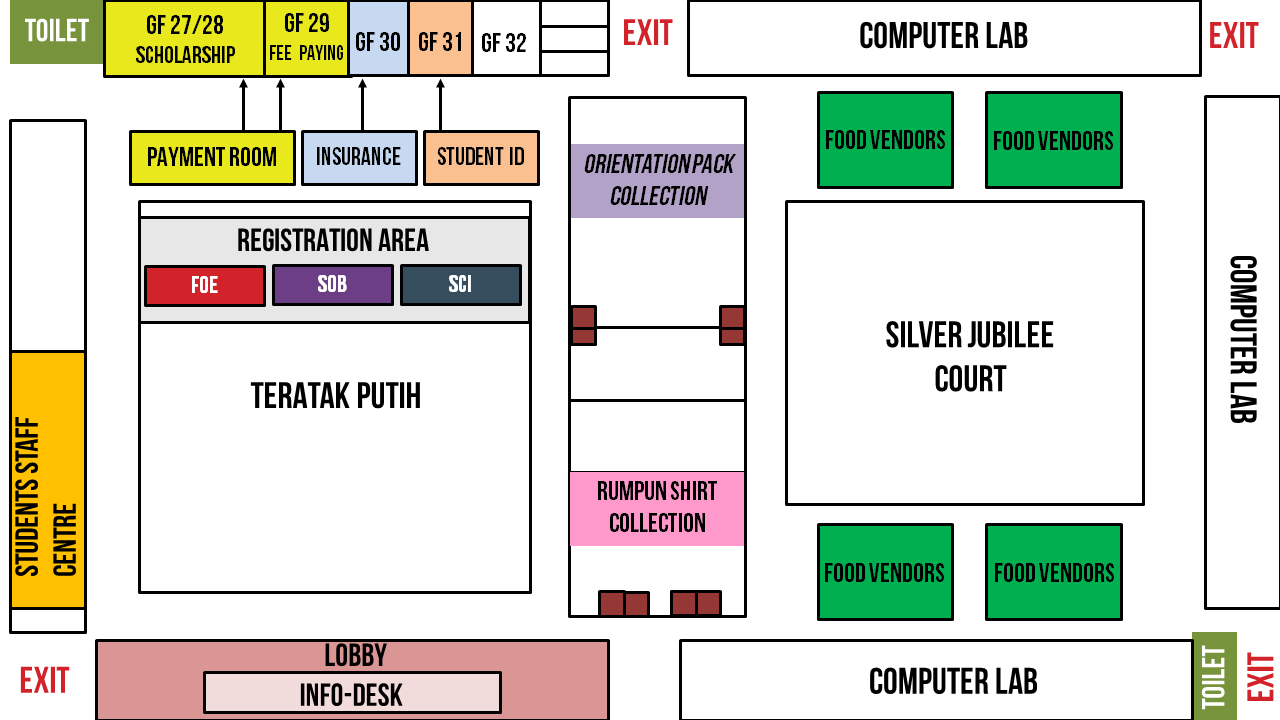 TOILET
GF 27/28
SCHOLARSHIP
GF 29
FEE PAYING
GF 30
GF 31
GF 32
EXIT
COMPUTER LAB
EXIT
PAYMENT ROOM
INSURANCE
STUDENT ID
ORIENTATION PACK
COLLECTION
FOOD VENDORS
FOOD VENDORS
REGISTRATION AREA
FOE
SOB
SCI
TERATAK PUTIH
SILVER JUBILEE
COURT
COMPUTER LAB
STUDENTS STAFF
CENTRE
RUMPUN SHIRT
COLLECTION
FOOD VENDORS
FOOD VENDORS
EXIT
LOBBY
INFO-DESK
COMPUTER LAB
TOILET
EXIT